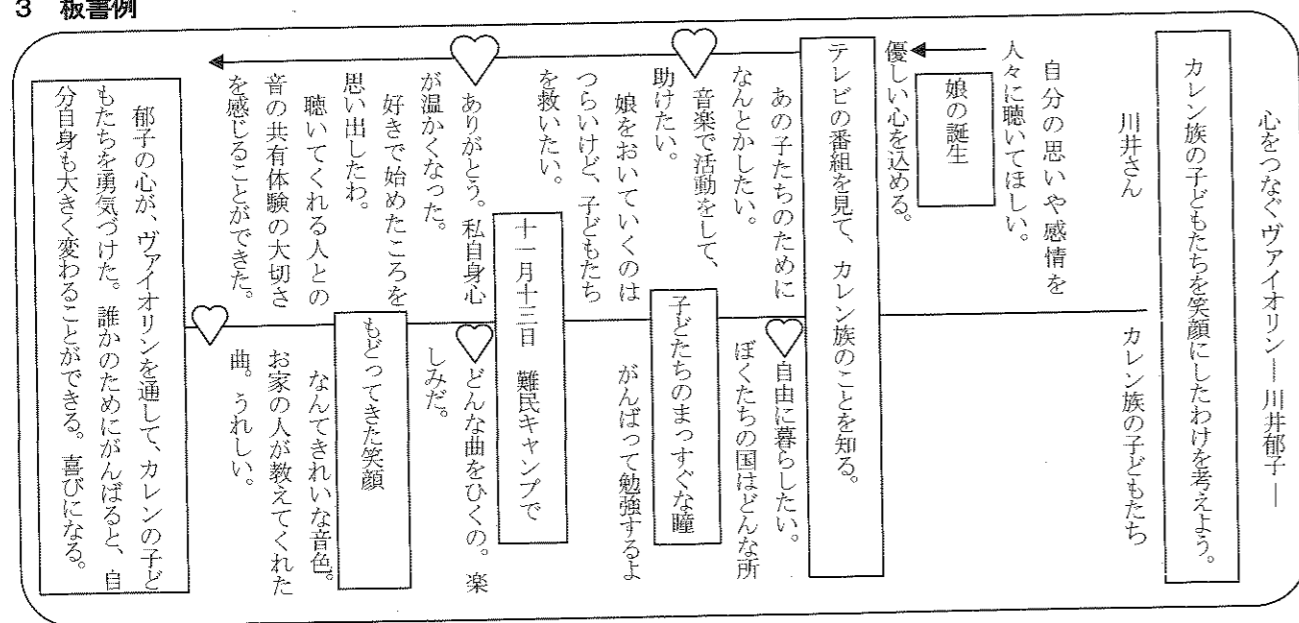 3 板書例
心をつなぐヴァイオリン―川井郁子―
カレン族の子どもたちを笑顔にしたわけを考えよう。
川井さん
カレン族の子どもたち
自分の思いや感情を
人々に聴いてほしい。
娘の誕生
優しい心を込める。
テレビの番組を見て、カレン族のことを知る。
あの子たちのために
なんとかしたい。
音楽で活動をして、
助けたい。
娘をおいていくのは
つらいけど、子どもたち
を救いたい。
自由に暮らしたい。
ぼくたちの国はどんな所
子どたちのまっすぐな瞳
がんばって勉強するよ
十一月十三日 難民キャンプで
ありがとう。私自身心
が温かくなった。
好きで始めたころを
思い出したわ。
聴いてくれる人との
音の共有体験の大切さ
を感じることができた。
どんな曲をひくの。楽
しみだ。
もどってきた笑顔
なんてきれいな音色。
お家の人が教えてくれた
曲。うれしい。
郁子の心が、ヴァイオリンを通して、カレンの子ど
もたちを勇気づけた。誰かのためにがんばると、自
分自身も大きく変わることができる。喜びになる。